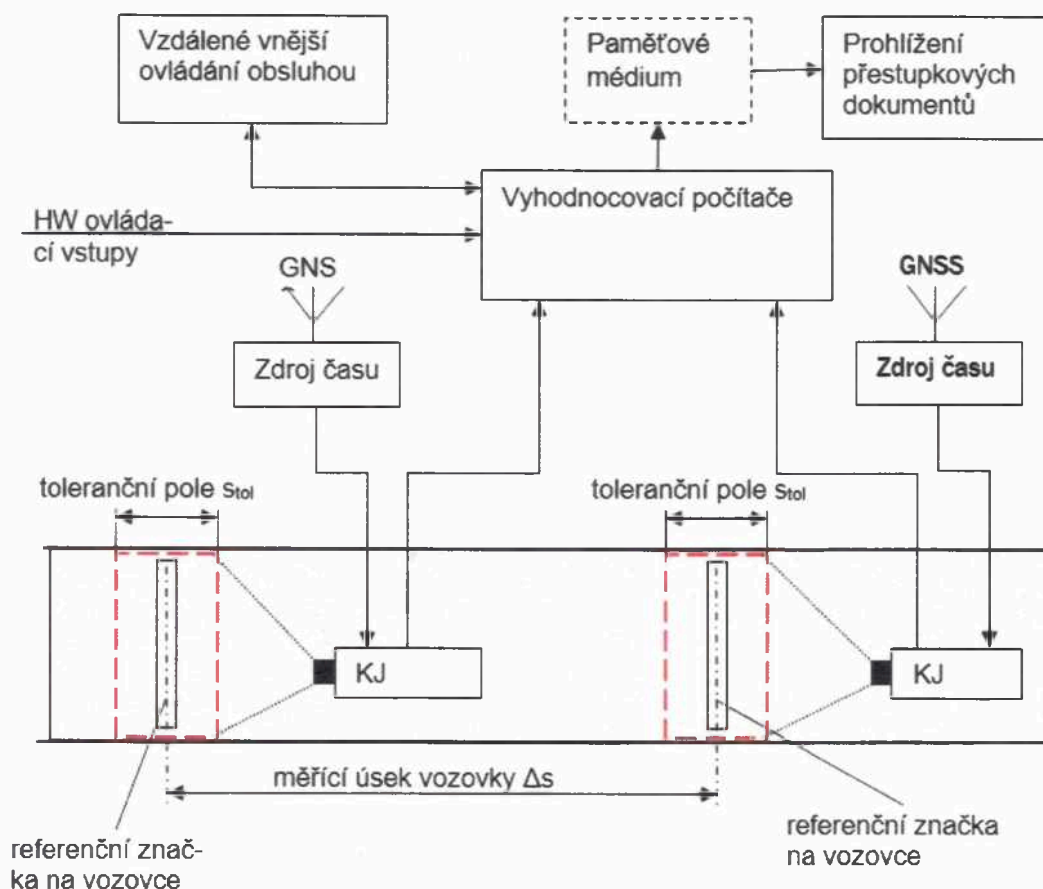 Vzdálené vnější
ovládání obsluhou
Paměťové
médium
Prohlížení
přestupkových
dokumentů
Vyhodnocovací počítače
HW ovláda-
cí vstupy
GNS
GNSS
Zdroj času
Zdroj času
toleranční pole Stol
toleranční pole Stol
KJ
KJ
měřící úsek vozovky Δs
referenční znač-
ka na vozovce
referenční značka
na vozovce